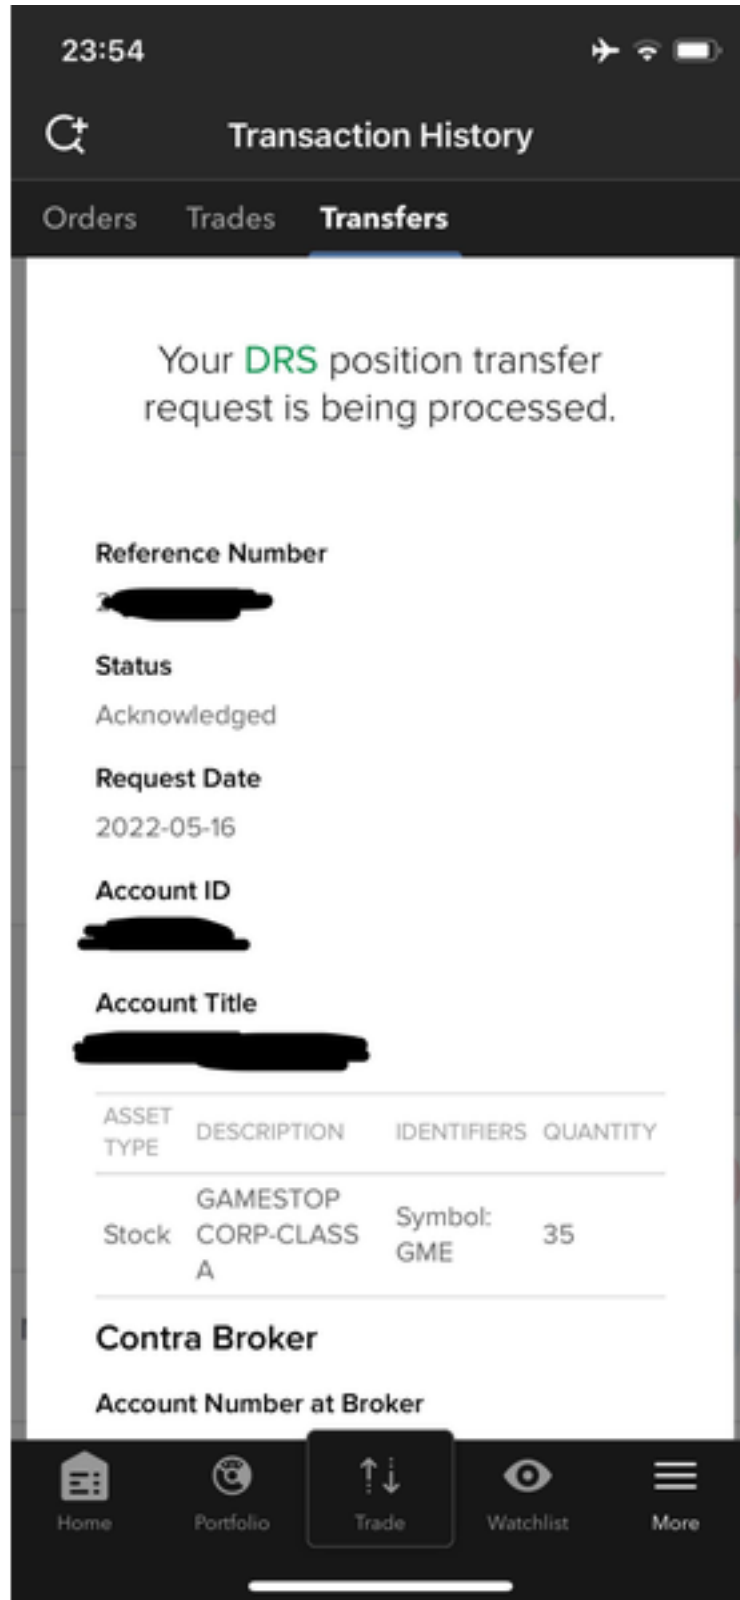 23:54
Transaction History
Orders Trades Transfers
Your DRS position transfer
request is being processed.
Reference Number
Status
Acknowledged
Request Date
2022-05-16
Account ID
Account Title
ASSET TYPE DESCRIPTION IDENTIFIERS QUANTITY
Stock GAMESTOP CORP-CLASS A Symbol: GME 35
Contra Broker
Account Number at Broker
Home Portfolio Trade Watchlist More